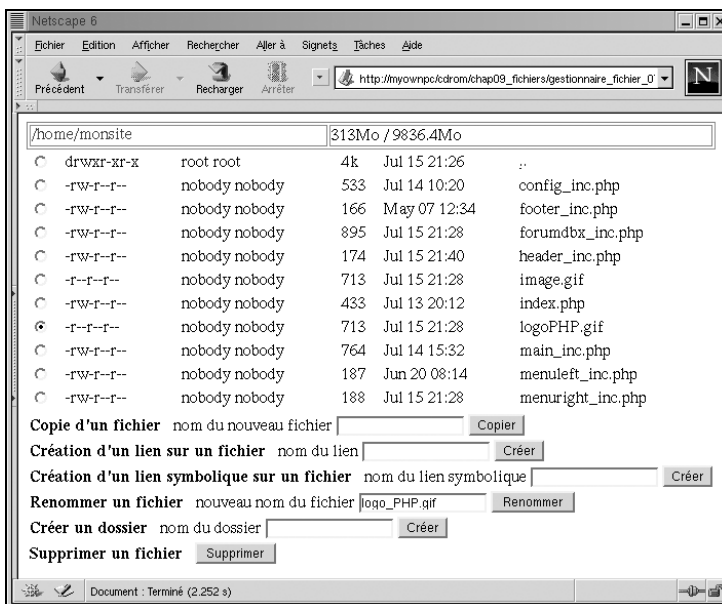 Netscape 6
Fichier Edition Afficher Rechercher Aller à Signets Tâches Aide
Précédent Transférer Recharger Arrêter http://myownpc/cdrom/chap09_fichiers/gestionnaire_fichier_0 N
/home/monsite 313Mo / 9836.4Mo
drwxr-xr-x root root 4k Jul 15 21:26 ..
-rw-r--r-- nobody nobody 533 Jul 14 10:20 config_inc.php
-rw-r--r-- nobody nobody 166 May 07 12:34 footer_inc.php
-rw-r--r-- nobody nobody 895 Jul 15 21:28 forumdbx_inc.php
-rw-r--r-- nobody nobody 174 Jul 15 21:40 header_inc.php
-r--r--r-- nobody nobody 713 Jul 15 21:28 image.gif
-rw-r--r-- nobody nobody 433 Jul 13 20:12 index.php
-r--r--r-- nobody nobody 713 Jul 15 21:28 logoPHP.gif
-rw-r--r-- nobody nobody 764 Jul 14 15:32 main_inc.php
-rw-r--r-- nobody nobody 187 Jun 20 08:14 menuleft_inc.php
-rw-r--r-- nobody nobody 188 Jul 15 21:28 menuright_inc.php
Copie d'un fichier nom du nouveau fichier Copier
Création d'un lien sur un fichier nom du lien Créer
Création d'un lien symbolique sur un fichier nom du lien symbolique Créer
Renommer un fichier nouveau nom du fichier logo_PHP.gif Renommer
Créer un dossier nom du dossier Créer
Supprimer un fichier Supprimer
Document : Terminé (2.252 s)